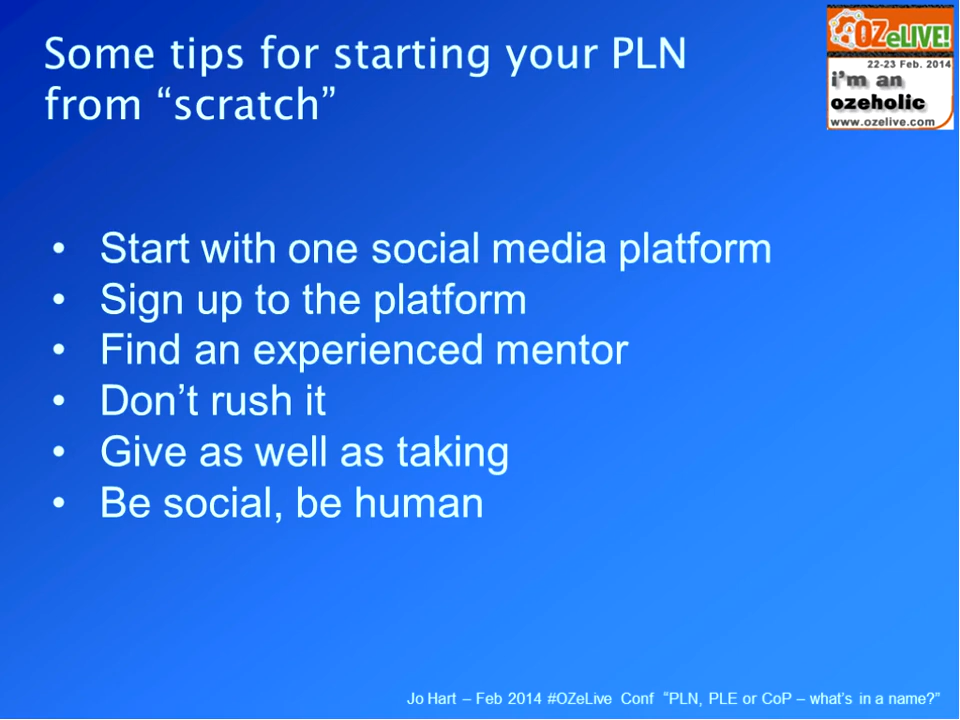 Some tips for starting your PLN
from “scratch”
OZeLIVE!
22-23 Feb. 2014
i'm an
ozeholic
www.ozelive.com
• Start with one social media platform
• Sign up to the platform
• Find an experienced mentor
• Don’t rush it
• Give as well as taking
• Be social, be human
Jo Hart – Feb 2014 #OZeLive Conf “PLN, PLE or CoP – what’s in a name?”